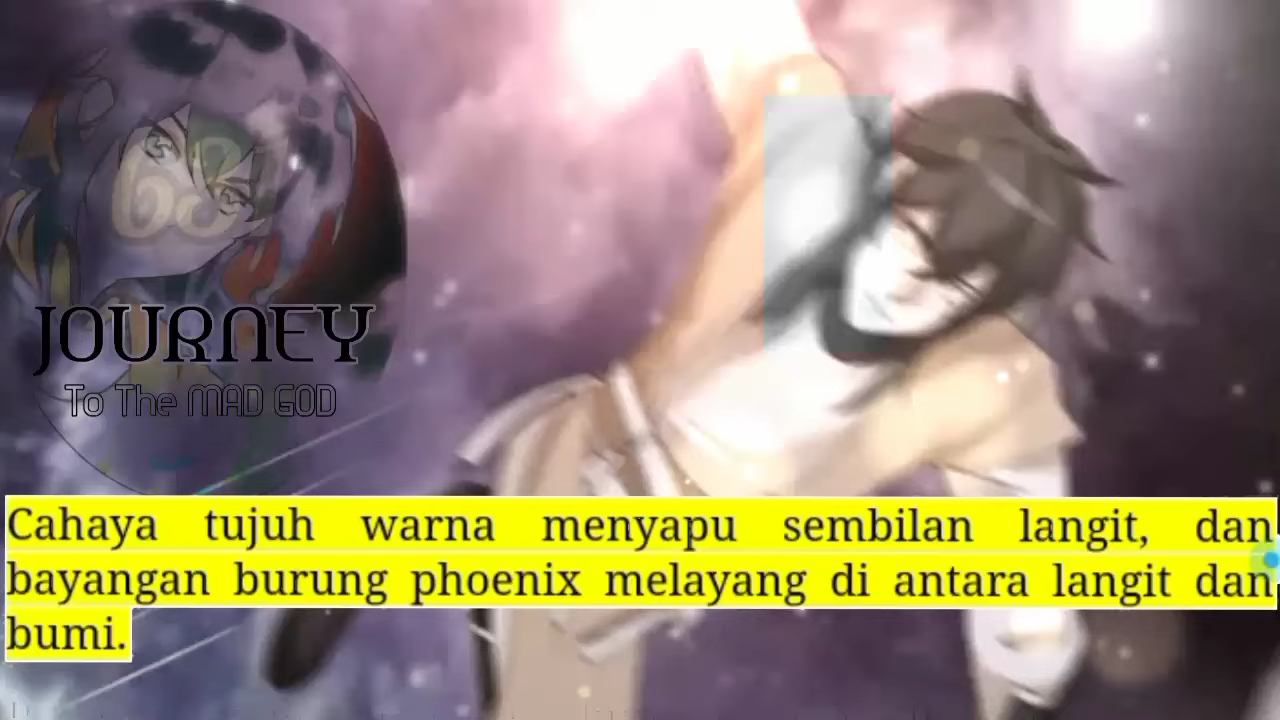 JOURNEY
To The MAD GOD
Cahaya tujuh warna menyapu sembilan langit, dan
bayangan burung phoenix melayang di antara langit dan
bumi.